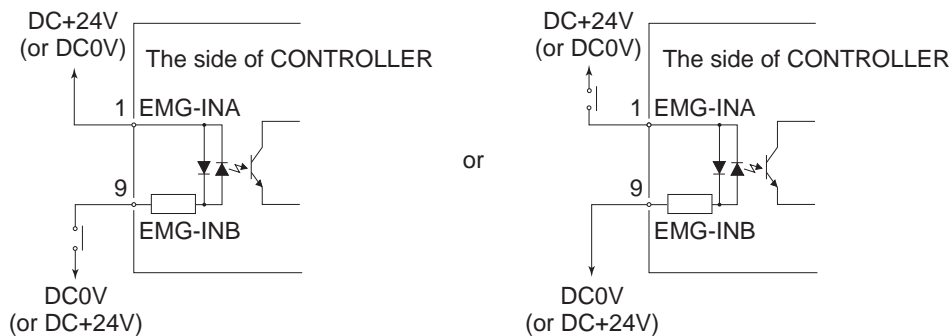 DC+24V
(or DC0V)
The side of CONTROLLER
1 EMG-INA
9
EMG-INB
DC0V
(or DC+24V)
or
DC+24V
(or DC0V)
The side of CONTROLLER
1 EMG-INA
9
EMG-INB
DC0V
(or DC+24V)